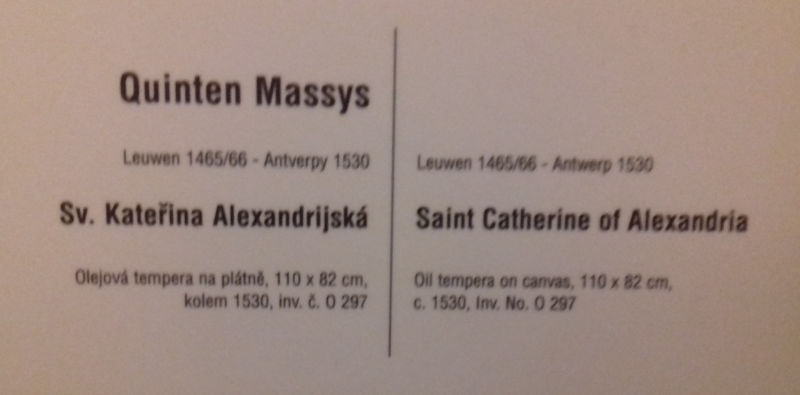 Quinten Massys
Leuwen 1465/66 - Antverpy 1530
Sv. Kateřina Alexandrijská
Olejová tempera na plátně, 110 x 82 cm,
kolem 1530, inv. č. O 297
Leuwen 1465/66 - Antwerp 1530
Saint Catherine of Alexandria
Oil tempera on canvas, 110 x 82 cm,
c. 1530, Inv. No. O 297